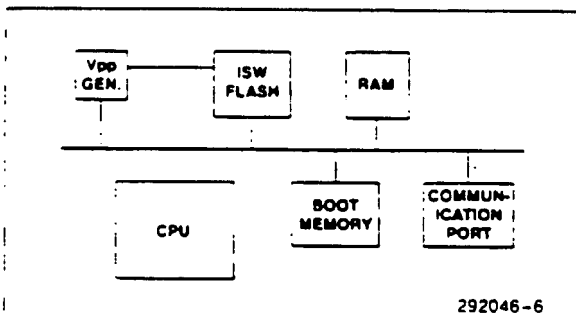 Vpp
GEN.
ISW
FLASH
RAM
CPU
BOOT
MEMORY
COMMUN-
ICATION
PORT
292046-6